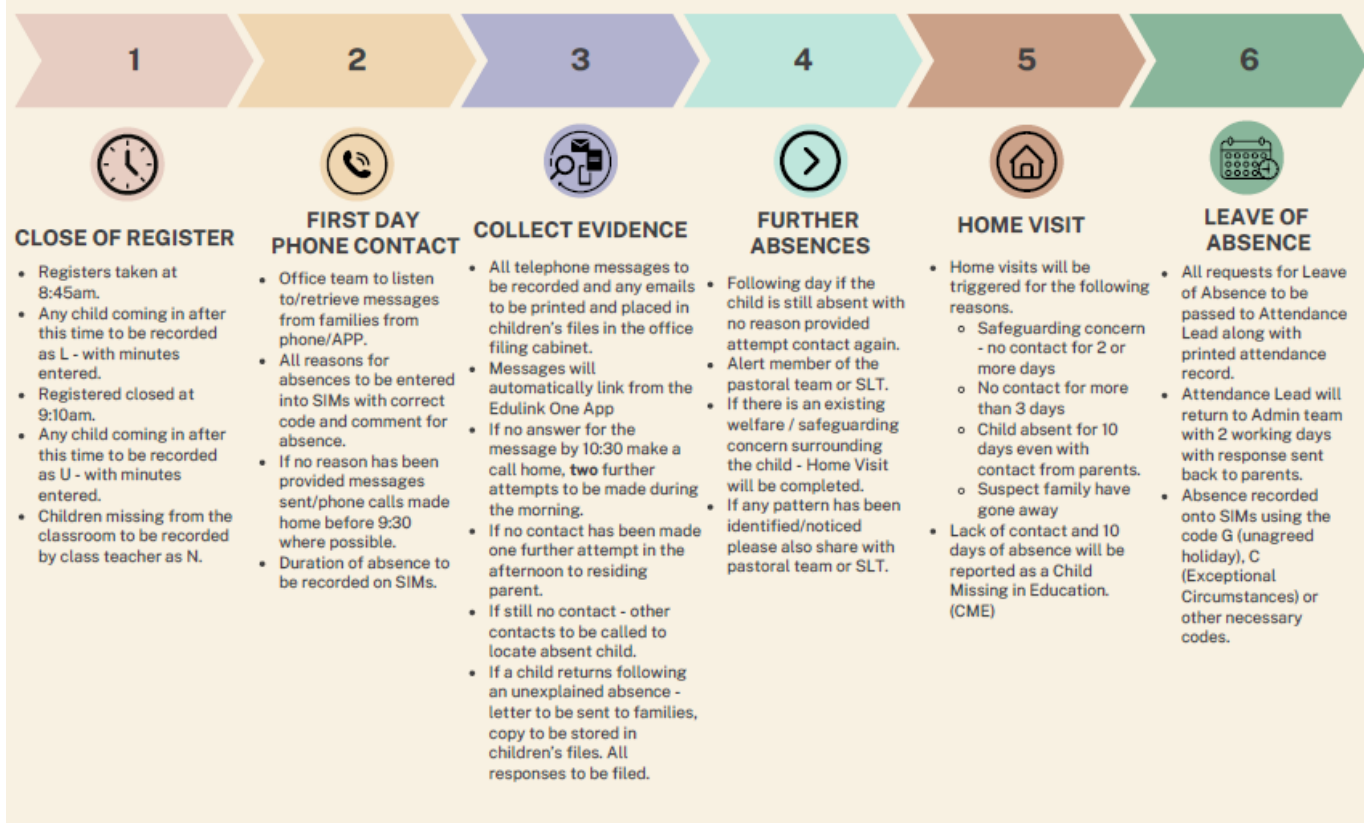 1
2
3
4
5
6
CLOSE OF REGISTER
• Registers taken at
8:45am.
• Any child coming in after
this time to be recorded
as L - with minutes
entered.
• Registered closed at
9:10am.
• Any child coming in after
this time to be recorded
as U - with minutes
entered.
• Children missing from the
classroom to be recorded
by class teacher as N.
FIRST DAY
PHONE CONTACT
• Office team to listen
to/retrieve messages
from families from
phone/APP.
• All reasons for
absences to be entered
into SIMs with correct
code and comment for
absence.
• If no reason has been
provided messages
sent/phone calls made
home before 9:30
where possible.
• Duration of absence to
be recorded on SIMs.
COLLECT EVIDENCE
• All telephone messages to
be recorded and any emails
to be printed and placed in
children's files in the office
filing cabinet.
• Messages will
automatically link from the
Edulink One App
• If no answer for the
message by 10:30 make a
call home, two further
attempts to be made during
the morning.
• If no contact has been made
one further attempt in the
afternoon to residing
parent.
• If still no contact - other
contacts to be called to
locate absent child.
• If a child returns following
an unexplained absence -
letter to be sent to families,
copy to be stored in
children's files. All
responses to be filed.
FURTHER
ABSENCES
• Following day if the
child is still absent with
no reason provided
attempt contact again.
• Alert member of the
pastoral team or SLT.
• If there is an existing
welfare / safeguarding
concern surrounding
the child - Home Visit
will be completed.
• If any pattern has been
identified/noticed
please also share with
pastoral team or SLT.
HOME VISIT
• Home visits will be
triggered for the following
reasons.
○ Safeguarding concern
- no contact for 2 or
more days
○ No contact for more
than 3 days
○ Child absent for 10
days even with
contact from parents.
○ Suspect family have
gone away
• Lack of contact and 10
days of absence will be
reported as a Child
Missing in Education.
(CME)
LEAVE OF
ABSENCE
• All requests for Leave
of Absence to be
passed to Attendance
Lead along with
printed attendance
record.
• Attendance Lead will
return to Admin team
with 2 working days
with response sent
back to parents.
• Absence recorded
onto SIMs using the
code G (unagreed
holiday), C
(Exceptional
Circumstances) or
other necessary
codes.